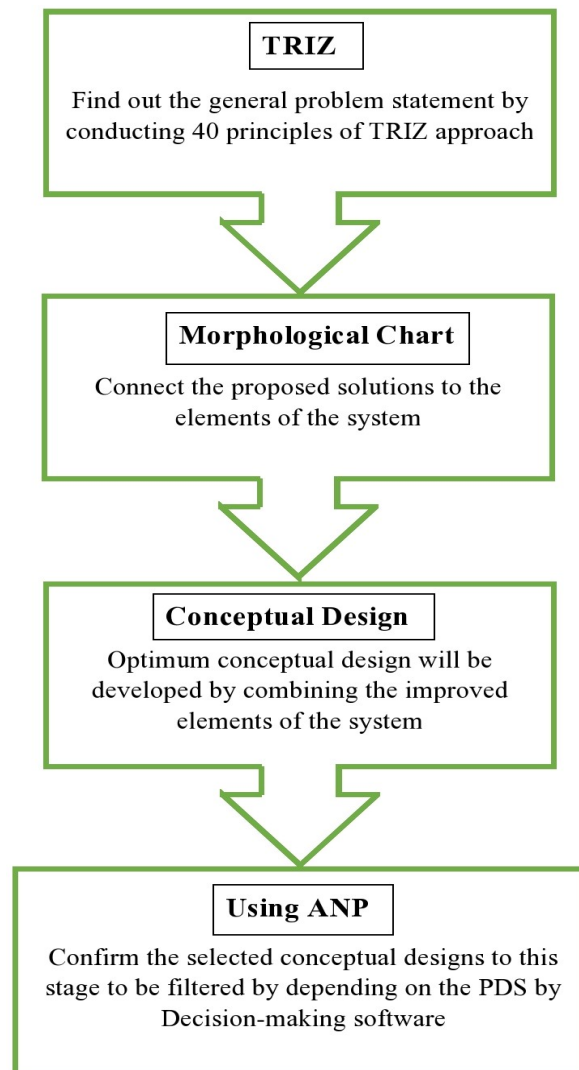 TRIZ
Find out the general problem statement by
conducting 40 principles of TRIZ approach
Morphological Chart
Connect the proposed solutions to the
elements of the system
Conceptual Design
Optimum conceptual design will be
developed by combining the improved
elements of the system
Using ANP
Confirm the selected conceptual designs to this
stage to be filtered by depending on the PDS by
Decision-making software